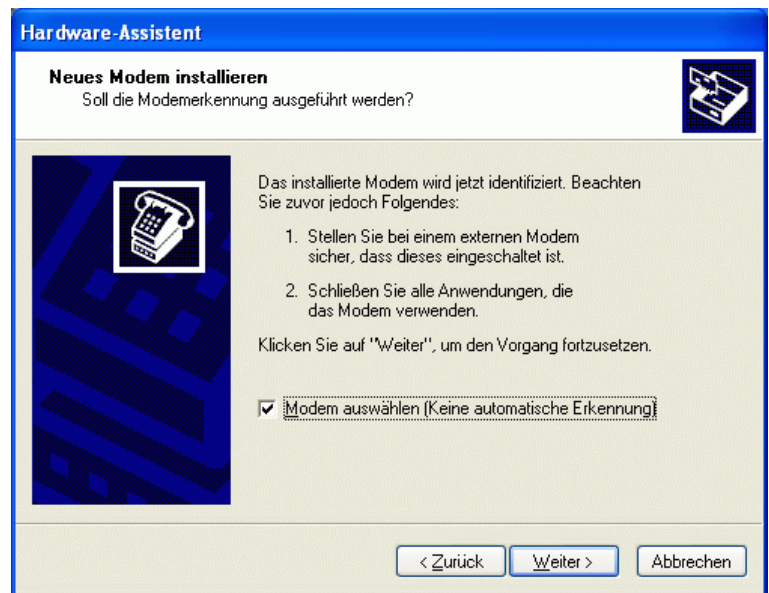 Hardware-Assistent
Neues Modem installieren
Soll die Modemerkennung ausgeführt werden?
Das installierte Modem wird jetzt identifiziert. Beachten
Sie zuvor jedoch Folgendes:
1. Stellen Sie bei einem externen Modem
sicher, dass dieses eingeschaltet ist.
2. Schließen Sie alle Anwendungen, die
das Modem verwenden.
Klicken Sie auf "Weiter", um den Vorgang fortzusetzen.
Modem auswählen (Keine automatische Erkennung)
< Zurück Weiter > Abbrechen